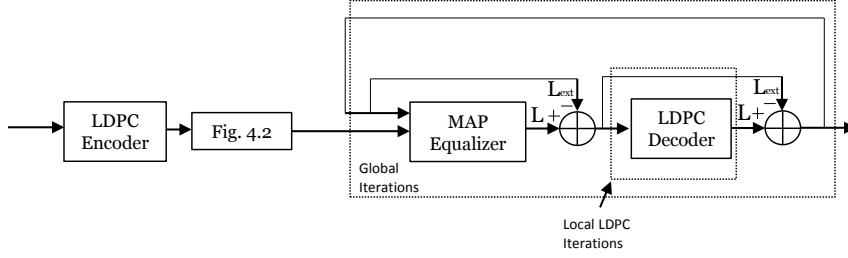 LDPC
Encoder
Fig. 4.2
Global
Iterations
MAP
Equalizer
L
+
−
Lext
Local LDPC
Iterations
LDPC
Decoder
L
+
−
Lext